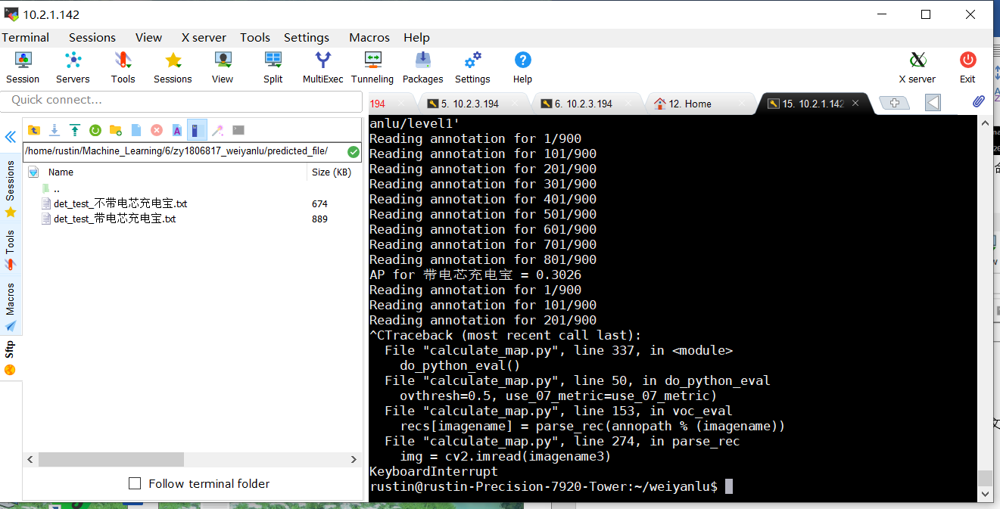 10.2.1.142
Terminal Sessions View X server Tools Settings Macros Help
Session Servers Tools Sessions View Split MultiExec Tunneling Packages Settings Help X server Exit
Quick connect...
194 5. 10.2.3.194 6. 10.2.3.194 12. Home 15. 10.2.1.142
/home/rustin/Machine_Learning/6/zy1806817_weiyanlu/predicted_file/
Name Size (KB)
..
det_test_不带电芯充电宝.txt 674
det_test_带电芯充电宝.txt 889
Sessions
Tools
Macros
Sftp
Follow terminal folder
anlu/level1'
Reading annotation for 1/900
Reading annotation for 101/900
Reading annotation for 201/900
Reading annotation for 301/900
Reading annotation for 401/900
Reading annotation for 501/900
Reading annotation for 601/900
Reading annotation for 701/900
Reading annotation for 801/900
AP for 带电芯充电宝 = 0.3026
Reading annotation for 1/900
Reading annotation for 101/900
Reading annotation for 201/900
^CTraceback (most recent call last):
  File "calculate_map.py", line 337, in <module>
    do_python_eval()
  File "calculate_map.py", line 50, in do_python_eval
    ovthresh=0.5, use_07_metric=use_07_metric)
  File "calculate_map.py", line 153, in voc_eval
    recs[imagename] = parse_rec(annopath % (imagename))
  File "calculate_map.py", line 274, in parse_rec
    img = cv2.imread(imagename3)
KeyboardInterrupt
rustin@rustin-Precision-7920-Tower:~/weiyanlu$